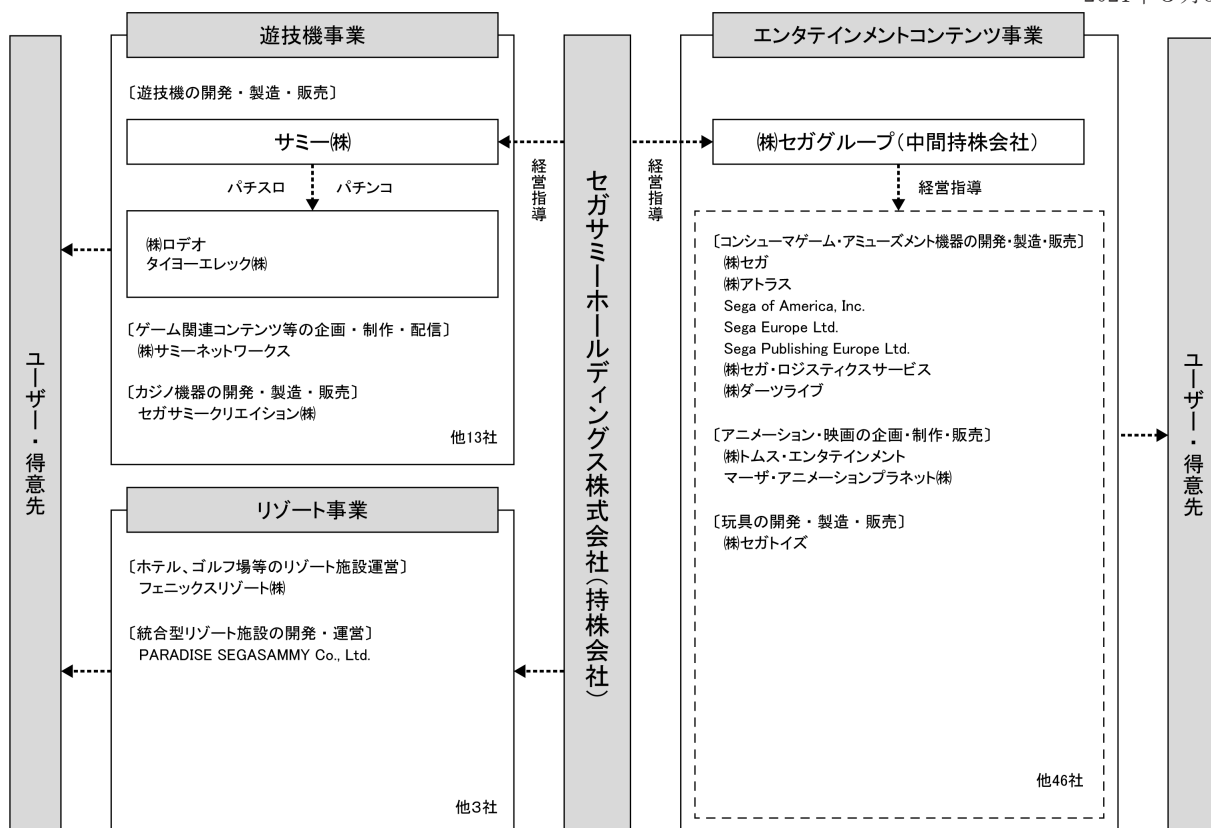 遊技機事業
〔遊技機の開発・製造・販売〕
サミー㈱
パチスロ
パチンコ
㈱ロデオ
タイヨーエレック㈱
〔ゲーム関連コンテンツ等の企画・制作・配信〕
㈱サミーネットワークス
〔カジノ機器の開発・製造・販売〕
セガサミークリエイション㈱
他13社
リゾート事業
〔ホテル、ゴルフ場等のリゾート施設運営〕
フェニックスリゾート㈱
〔統合型リゾート施設の開発・運営〕
PARADISE SEGASAMMY Co., Ltd.
他3社
ユーザー・得意先
経営指導
セガサミーホールディングス株式会社(持株会社)
経営指導
エンタテインメントコンテンツ事業
㈱セガグループ(中間持株会社)
経営指導
〔コンシューマゲーム・アミューズメント機器の開発・製造・販売〕
㈱セガ
㈱アトラス
Sega of America, Inc.
Sega Europe Ltd.
Sega Publishing Europe Ltd.
㈱セガ・ロジスティクスサービス
㈱ダーツライブ
〔アニメーション・映画の企画・制作・販売〕
㈱トムス・エンタテインメント
マーザ・アニメーションプラネット㈱
〔玩具の開発・製造・販売〕
㈱セガトイズ
他46社
ユーザー・得意先